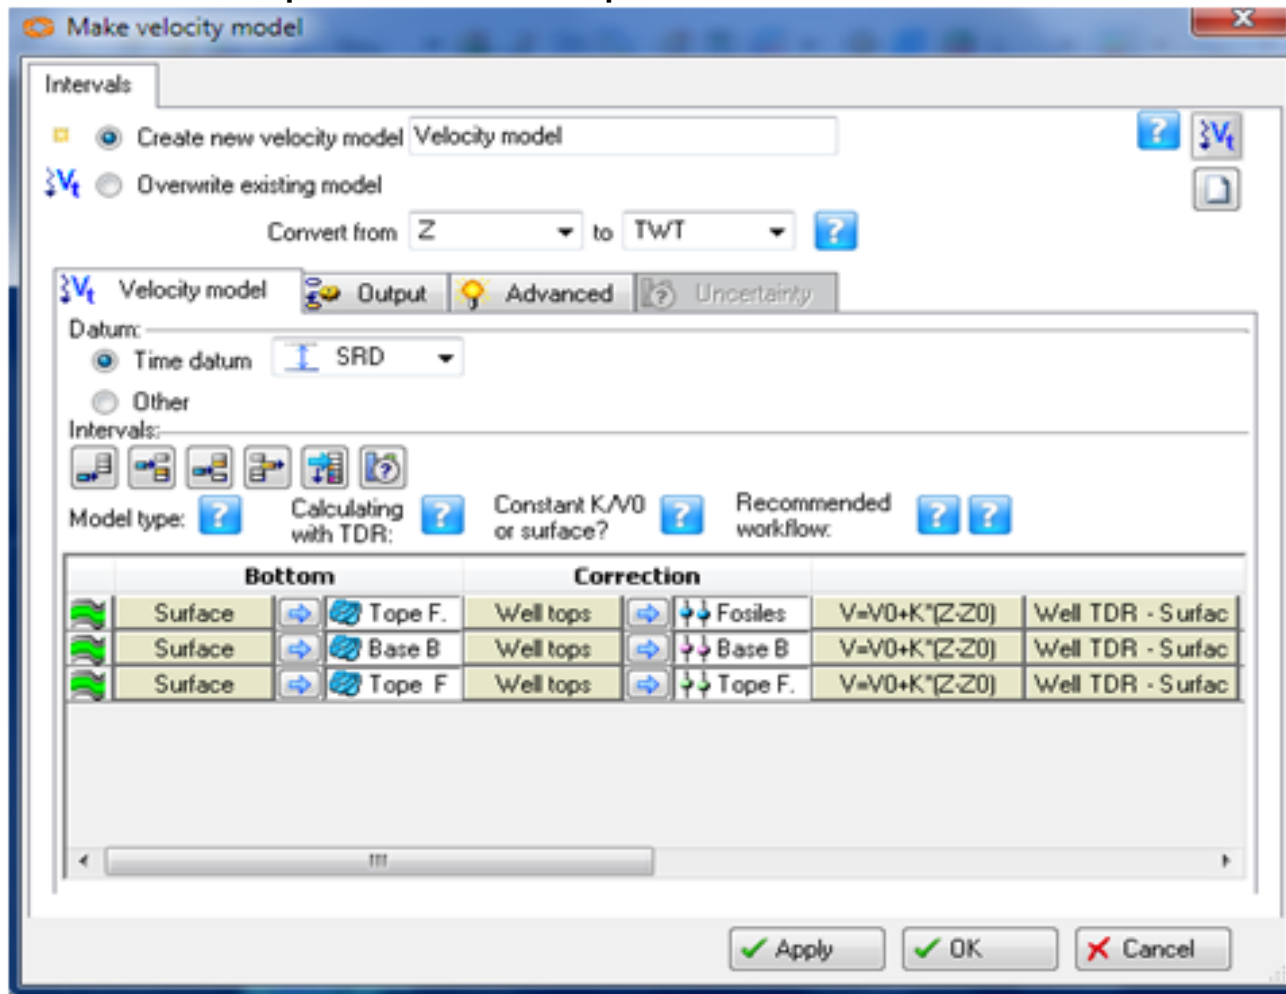 Make velocity model
Intervals
Create new velocity model Velocity model
Overwrite existing model
Convert from Z to TWT
Velocity model Output Advanced Uncertainty
Datum:
Time datum SRD
Other
Intervals:
Model type: Calculating with TDR: Constant K/V0 or surface? Recommended workflow:
Bottom Correction
Surface Tope F. Well tops Fosiles V=V0+K*(Z-Z0) Well TDR - Surfac
Surface Base B Well tops Base B V=V0+K*(Z-Z0) Well TDR - Surfac
Surface Tope F Well tops Tope F. V=V0+K*(Z-Z0) Well TDR - Surfac
Apply OK Cancel